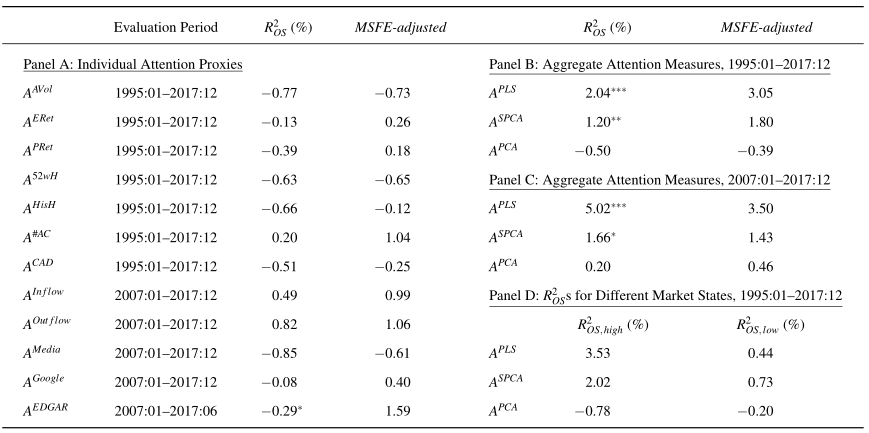 Evaluation Period R²OS (%) MSFE-adjusted R²OS (%) MSFE-adjusted
Panel A: Individual Attention Proxies Panel B: Aggregate Attention Measures, 1995:01–2017:12
A^AVol 1995:01–2017:12 −0.77 −0.73 A^PLS 2.04*** 3.05
A^ERet 1995:01–2017:12 −0.13 0.26 A^SPCA 1.20** 1.80
A^PRet 1995:01–2017:12 −0.39 0.18 A^PCA −0.50 −0.39
A^52wH 1995:01–2017:12 −0.63 −0.65 Panel C: Aggregate Attention Measures, 2007:01–2017:12
A^HisH 1995:01–2017:12 −0.66 −0.12 A^PLS 5.02*** 3.50
A^#AC 1995:01–2017:12 0.20 1.04 A^SPCA 1.66* 1.43
A^CAD 1995:01–2017:12 −0.51 −0.25 A^PCA 0.20 0.46
A^Inflow 2007:01–2017:12 0.49 0.99 Panel D: R²OSs for Different Market States, 1995:01–2017:12
A^Outflow 2007:01–2017:12 0.82 1.06 R²OS,high (%) R²OS,low (%)
A^Media 2007:01–2017:12 −0.85 −0.61 A^PLS 3.53 0.44
A^Google 2007:01–2017:12 −0.08 0.40 A^SPCA 2.02 0.73
A^EDGAR 2007:01–2017:06 −0.29* 1.59 A^PCA −0.78 −0.20